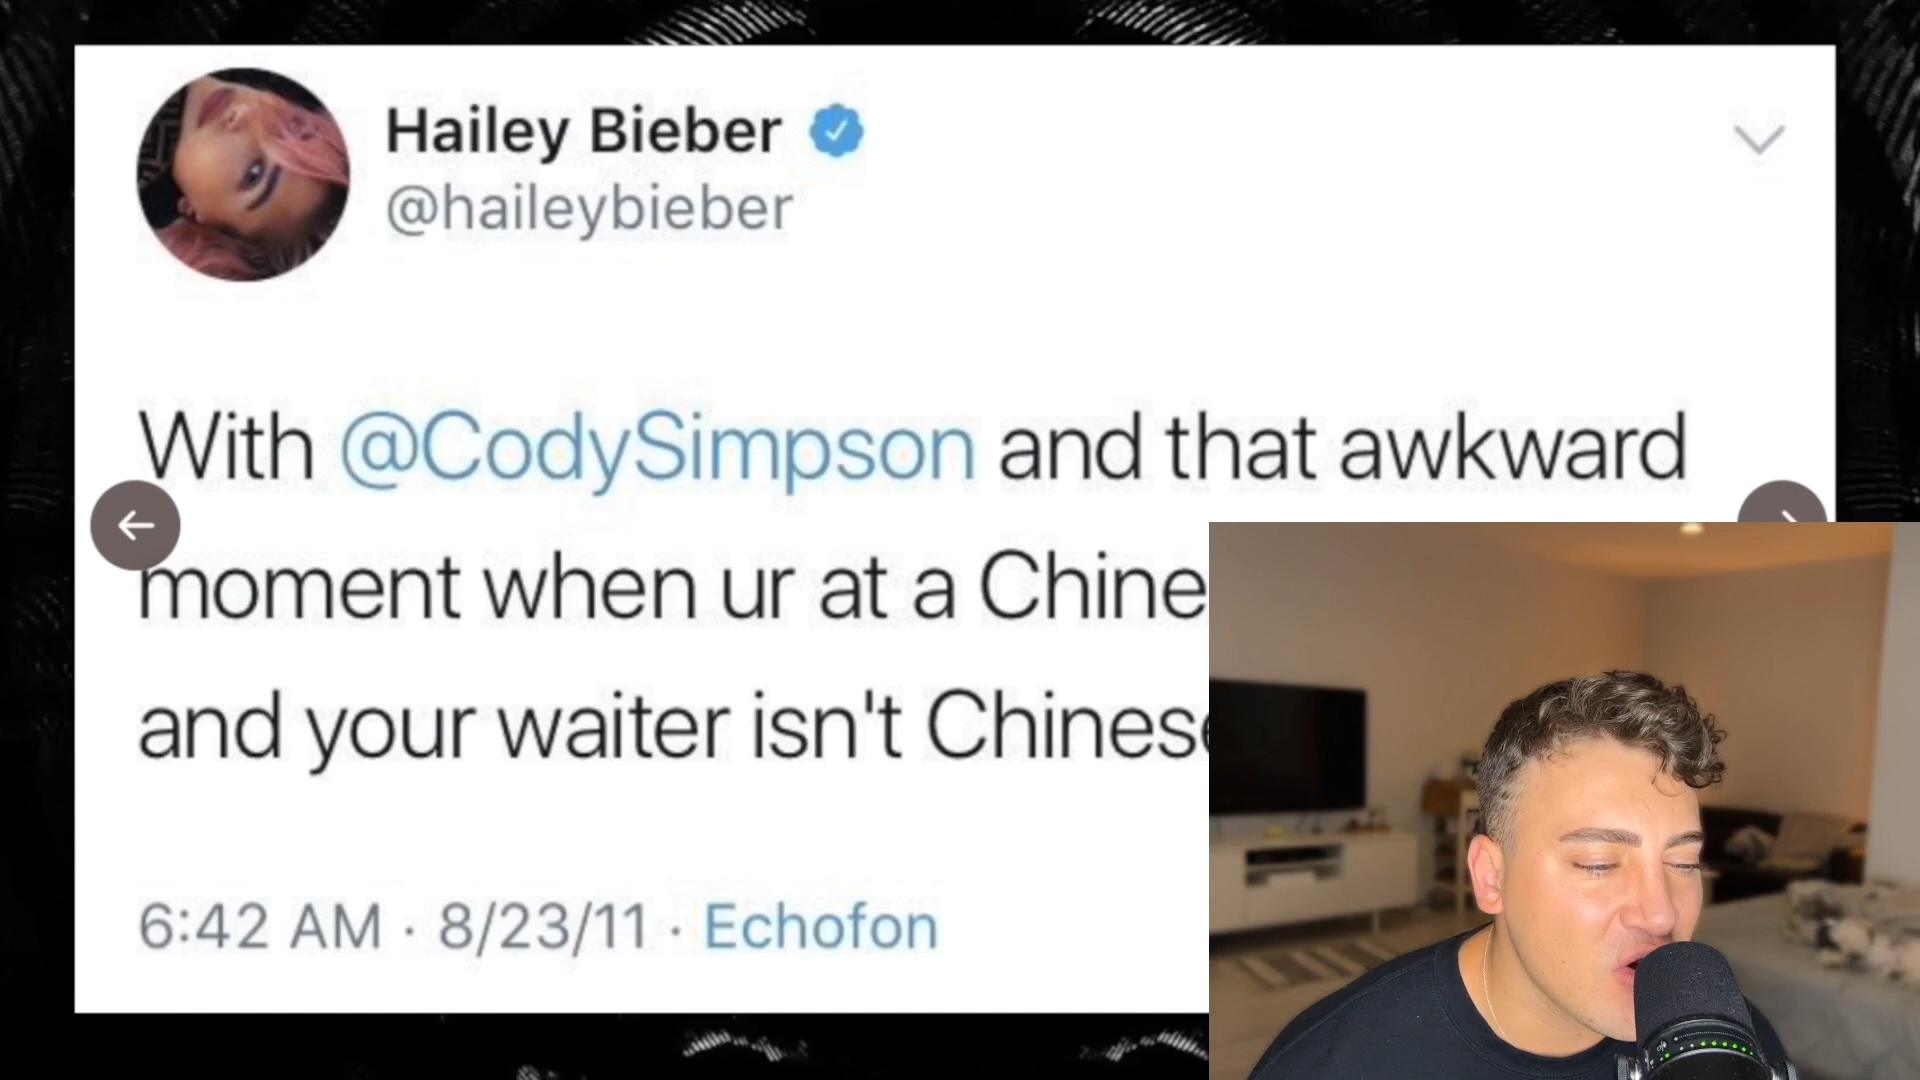 Hailey Bieber
@haileybieber
With @CodySimpson and that awkward
moment when ur at a Chine
and your waiter isn't Chinese
6:42 AM · 8/23/11 · Echofon